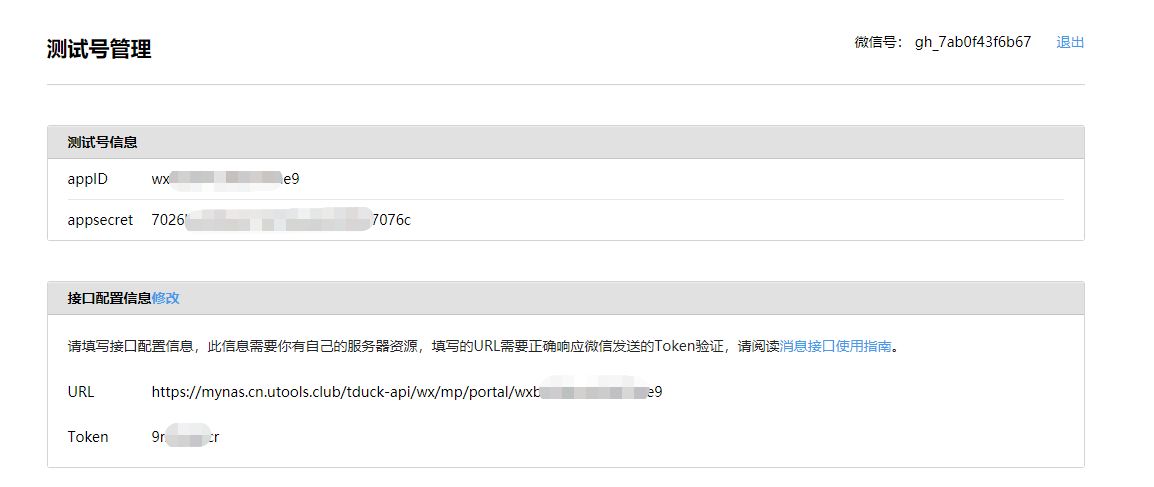 测试号管理
微信号： gh_7ab0f43f6b67 退出
测试号信息
appID wx e9
appsecret 7026 7076c
接口配置信息修改
请填写接口配置信息，此信息需要你有自己的服务器资源，填写的URL需要正确响应微信发送的Token验证，请阅读消息接口使用指南。
URL https://mynas.cn.utools.club/tduck-api/wx/mp/portal/wxb e9
Token 9r cr